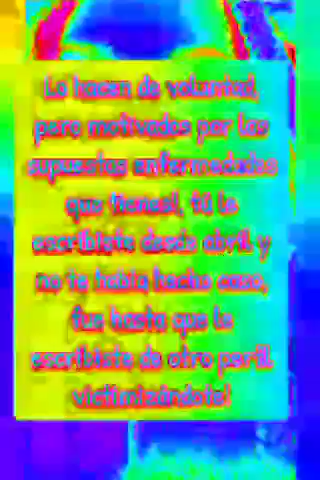 Lo hacen de voluntad,
pero motivados por las
supuestas enfermedades
que tienes!, tú le
escribiste desde abril y
no te había hecho caso,
fue hasta que le
escribiste de otro perfil
victimizándote!